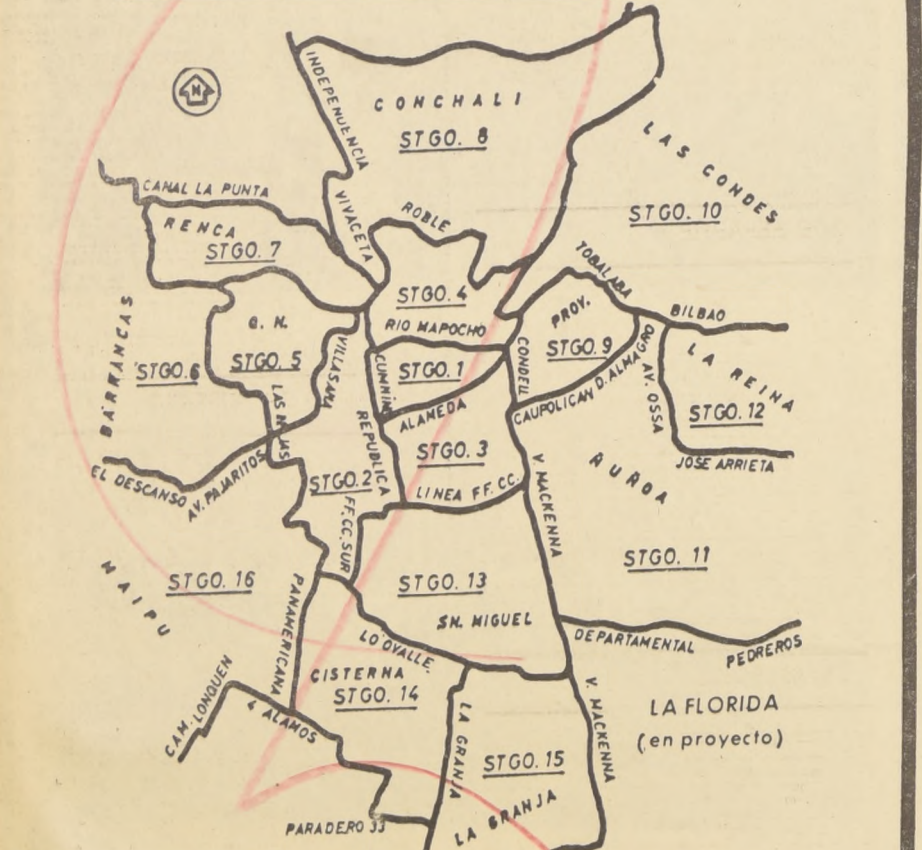 N
INDEPENDENCIA
CONCHALI
STGO. 8
LAS CONDES
STGO. 10
CANAL LA PUNTA
VIVACETA
ROBLE
RENCA
STGO. 7
TOBALABA
STGO. 4
PROV.
STGO. 9
BILBAO
BARRANCAS
Q. N.
STGO. 5
STGO. 6
RIO MAPOCHO
VILLASANA
CUMMING
STGO. 1
CONDELL
LA REINA
STGO. 12
D. ALMAGRO
CAUPOLICAN
AV. OSSA
ALAMEDA
REPUBLICA
STGO. 3
JOSE ARRIETA
EL DESCANSO
AV. PAJARITOS
STGO. 2
LINEA FF. CC.
V. MACKENNA
ÑUÑOA
STGO. 11
FF. CC. SUR
MAIPU
STGO. 16
STGO. 13
SN. MIGUEL
PANAMERICANA
LO OVALLE
DEPARTAMENTAL
PEDREROS
CISTERNA
STGO. 14
CAM. LONQUEN
4 ALAMOS
V. MACKENNA
LA FLORIDA
(en proyecto)
LA GRANJA
STGO. 15
LA GRANJA
PARADERO 33